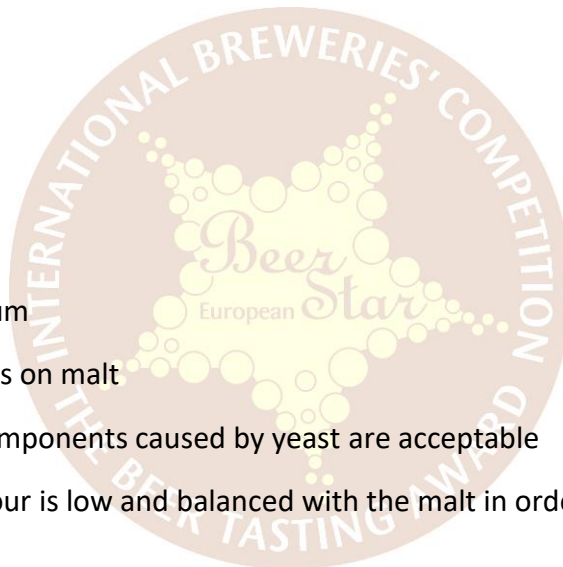 INTERNATIONAL BREWERIES' COMPETITION
Beer
European Star
um
s on malt
mponents caused by yeast are acceptable
our is low and balanced with the malt in orde
THE BEER TASTING AWARD